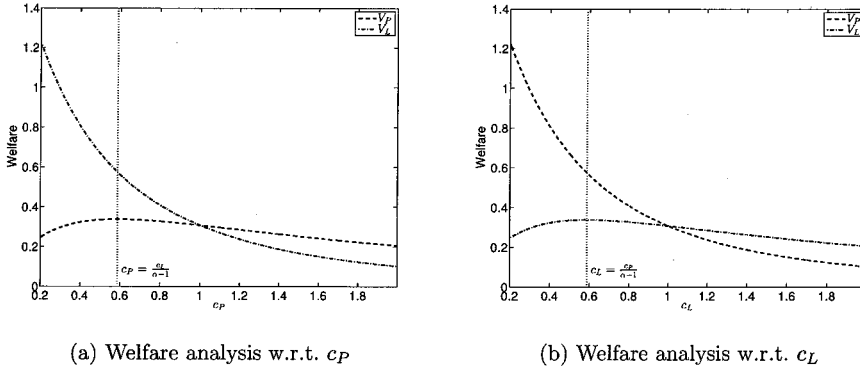 1.4
1.2
1
0.8
0.6
0.4
0.2
0
Welfare
V_P
V_L
c_P = c_L/(α−1)
0.2 0.4 0.6 0.8 1 1.2 1.4 1.6 1.8
c_P
(a) Welfare analysis w.r.t. c_P
1.4
1.2
1
0.8
0.6
0.4
0.2
0
Welfare
V_P
V_L
c_L = c_P/(α−1)
0.2 0.4 0.6 0.8 1 1.2 1.4 1.6 1.8
c_L
(b) Welfare analysis w.r.t. c_L